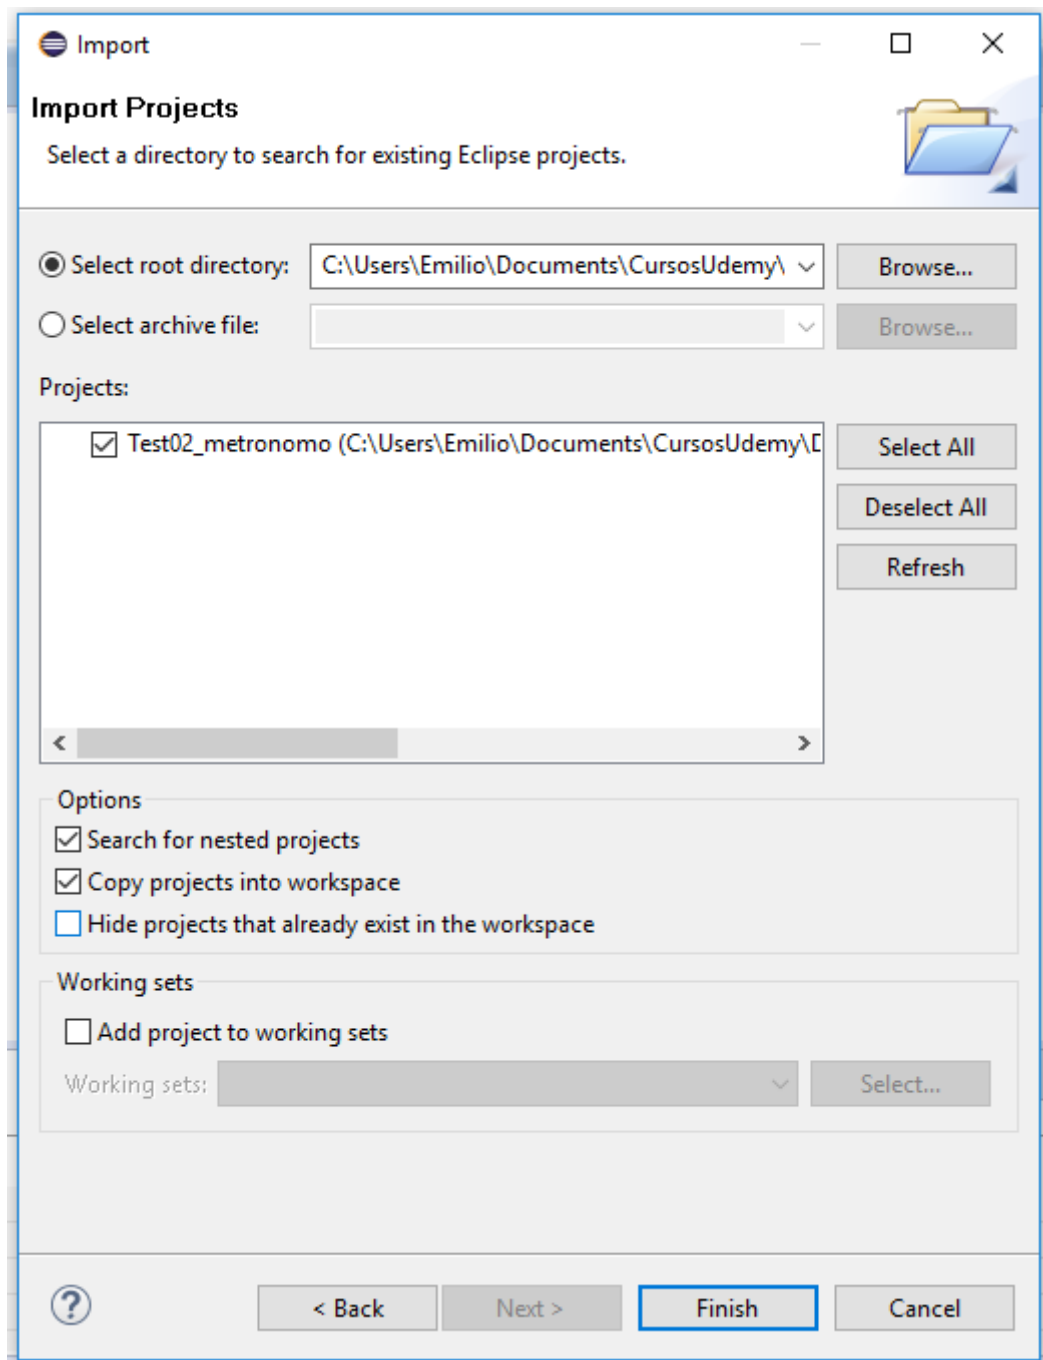 Import
Import Projects
Select a directory to search for existing Eclipse projects.
Select root directory: C:\Users\Emilio\Documents\CursosUdemy\ Browse...
Select archive file: Browse...
Projects:
Test02_metronomo (C:\Users\Emilio\Documents\CursosUdemy\D
Select All
Deselect All
Refresh
Options
Search for nested projects
Copy projects into workspace
Hide projects that already exist in the workspace
Working sets
Add project to working sets
Working sets: Select...
? < Back Next > Finish Cancel